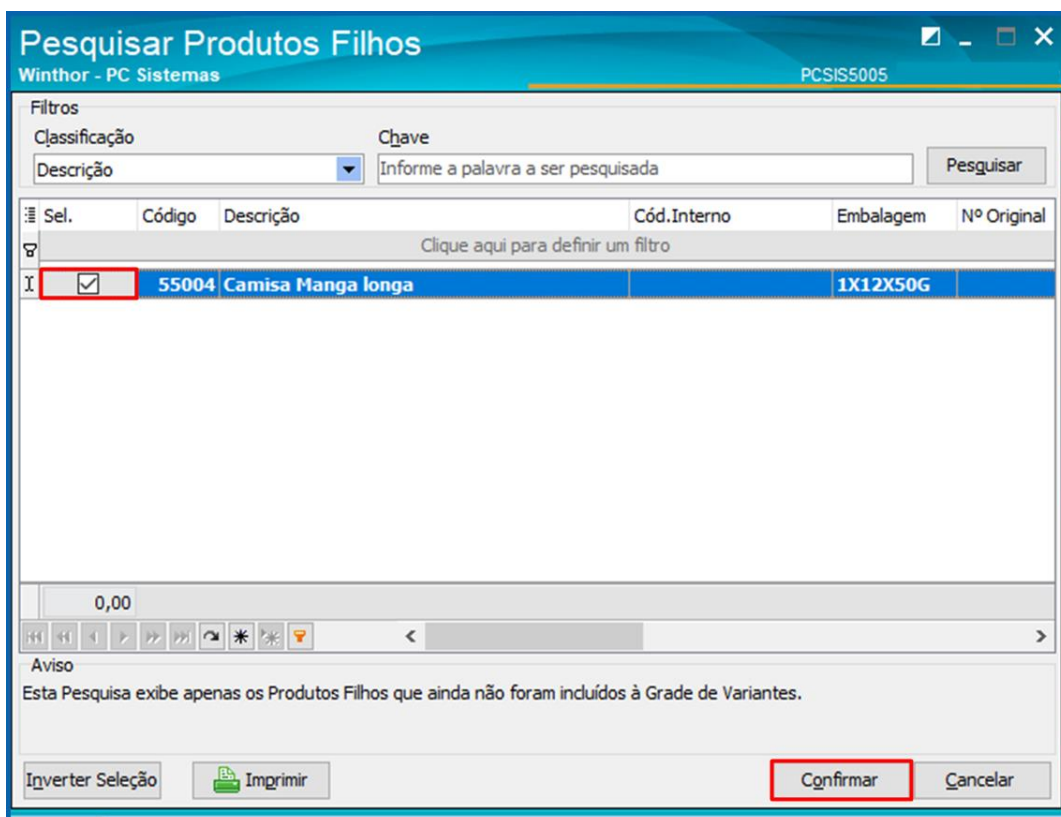 Pesquisar Produtos Filhos
Winthor - PC Sistemas
PCSIS5005
Filtros
Classificação Chave
Descrição Informe a palavra a ser pesquisada Pesquisar
Sel. Código Descrição Cód.Interno Embalagem Nº Original
Clique aqui para definir um filtro
55004 Camisa Manga longa 1X12X50G
0,00
Aviso
Esta Pesquisa exibe apenas os Produtos Filhos que ainda não foram incluídos à Grade de Variantes.
Inverter Seleção Imprimir Confirmar Cancelar